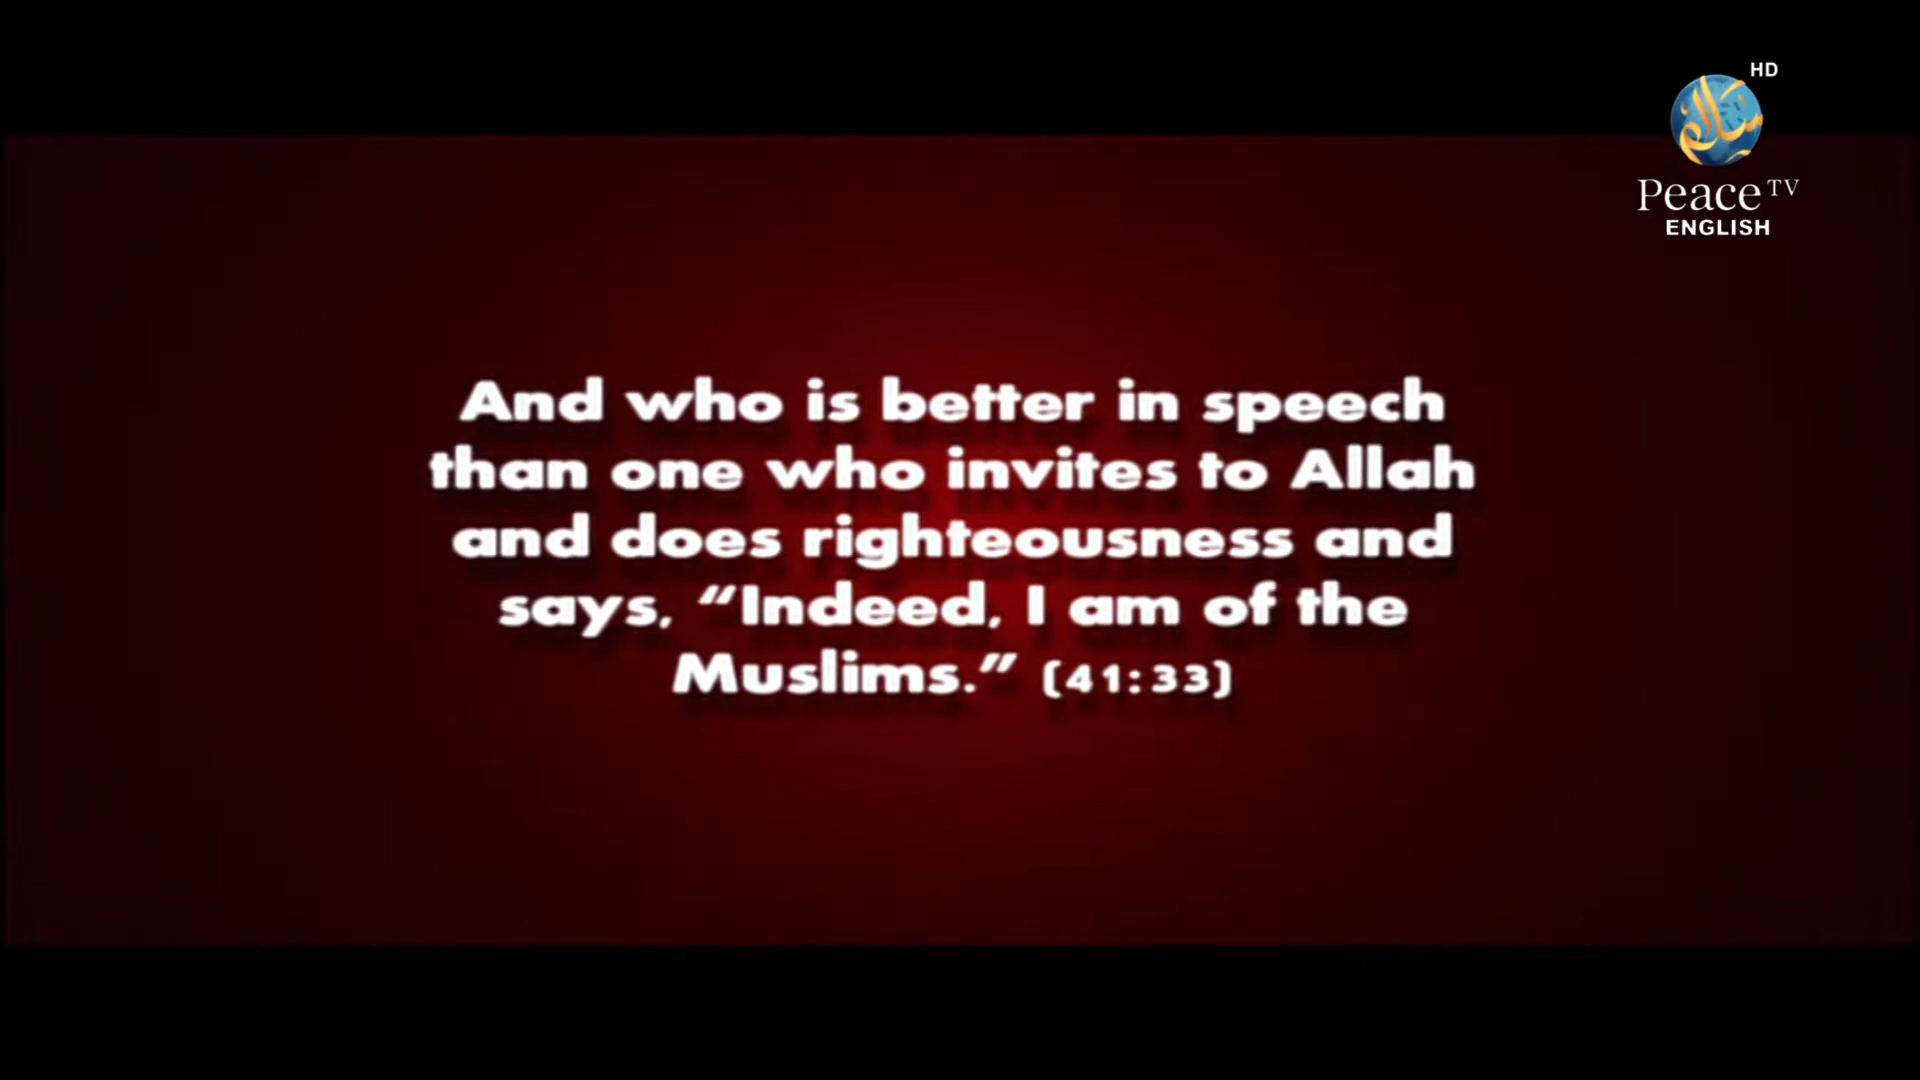 HD
سلام
Peace TV
ENGLISH
And who is better in speech
than one who invites to Allah
and does righteousness and
says, “Indeed, I am of the
Muslims.” (41:33)